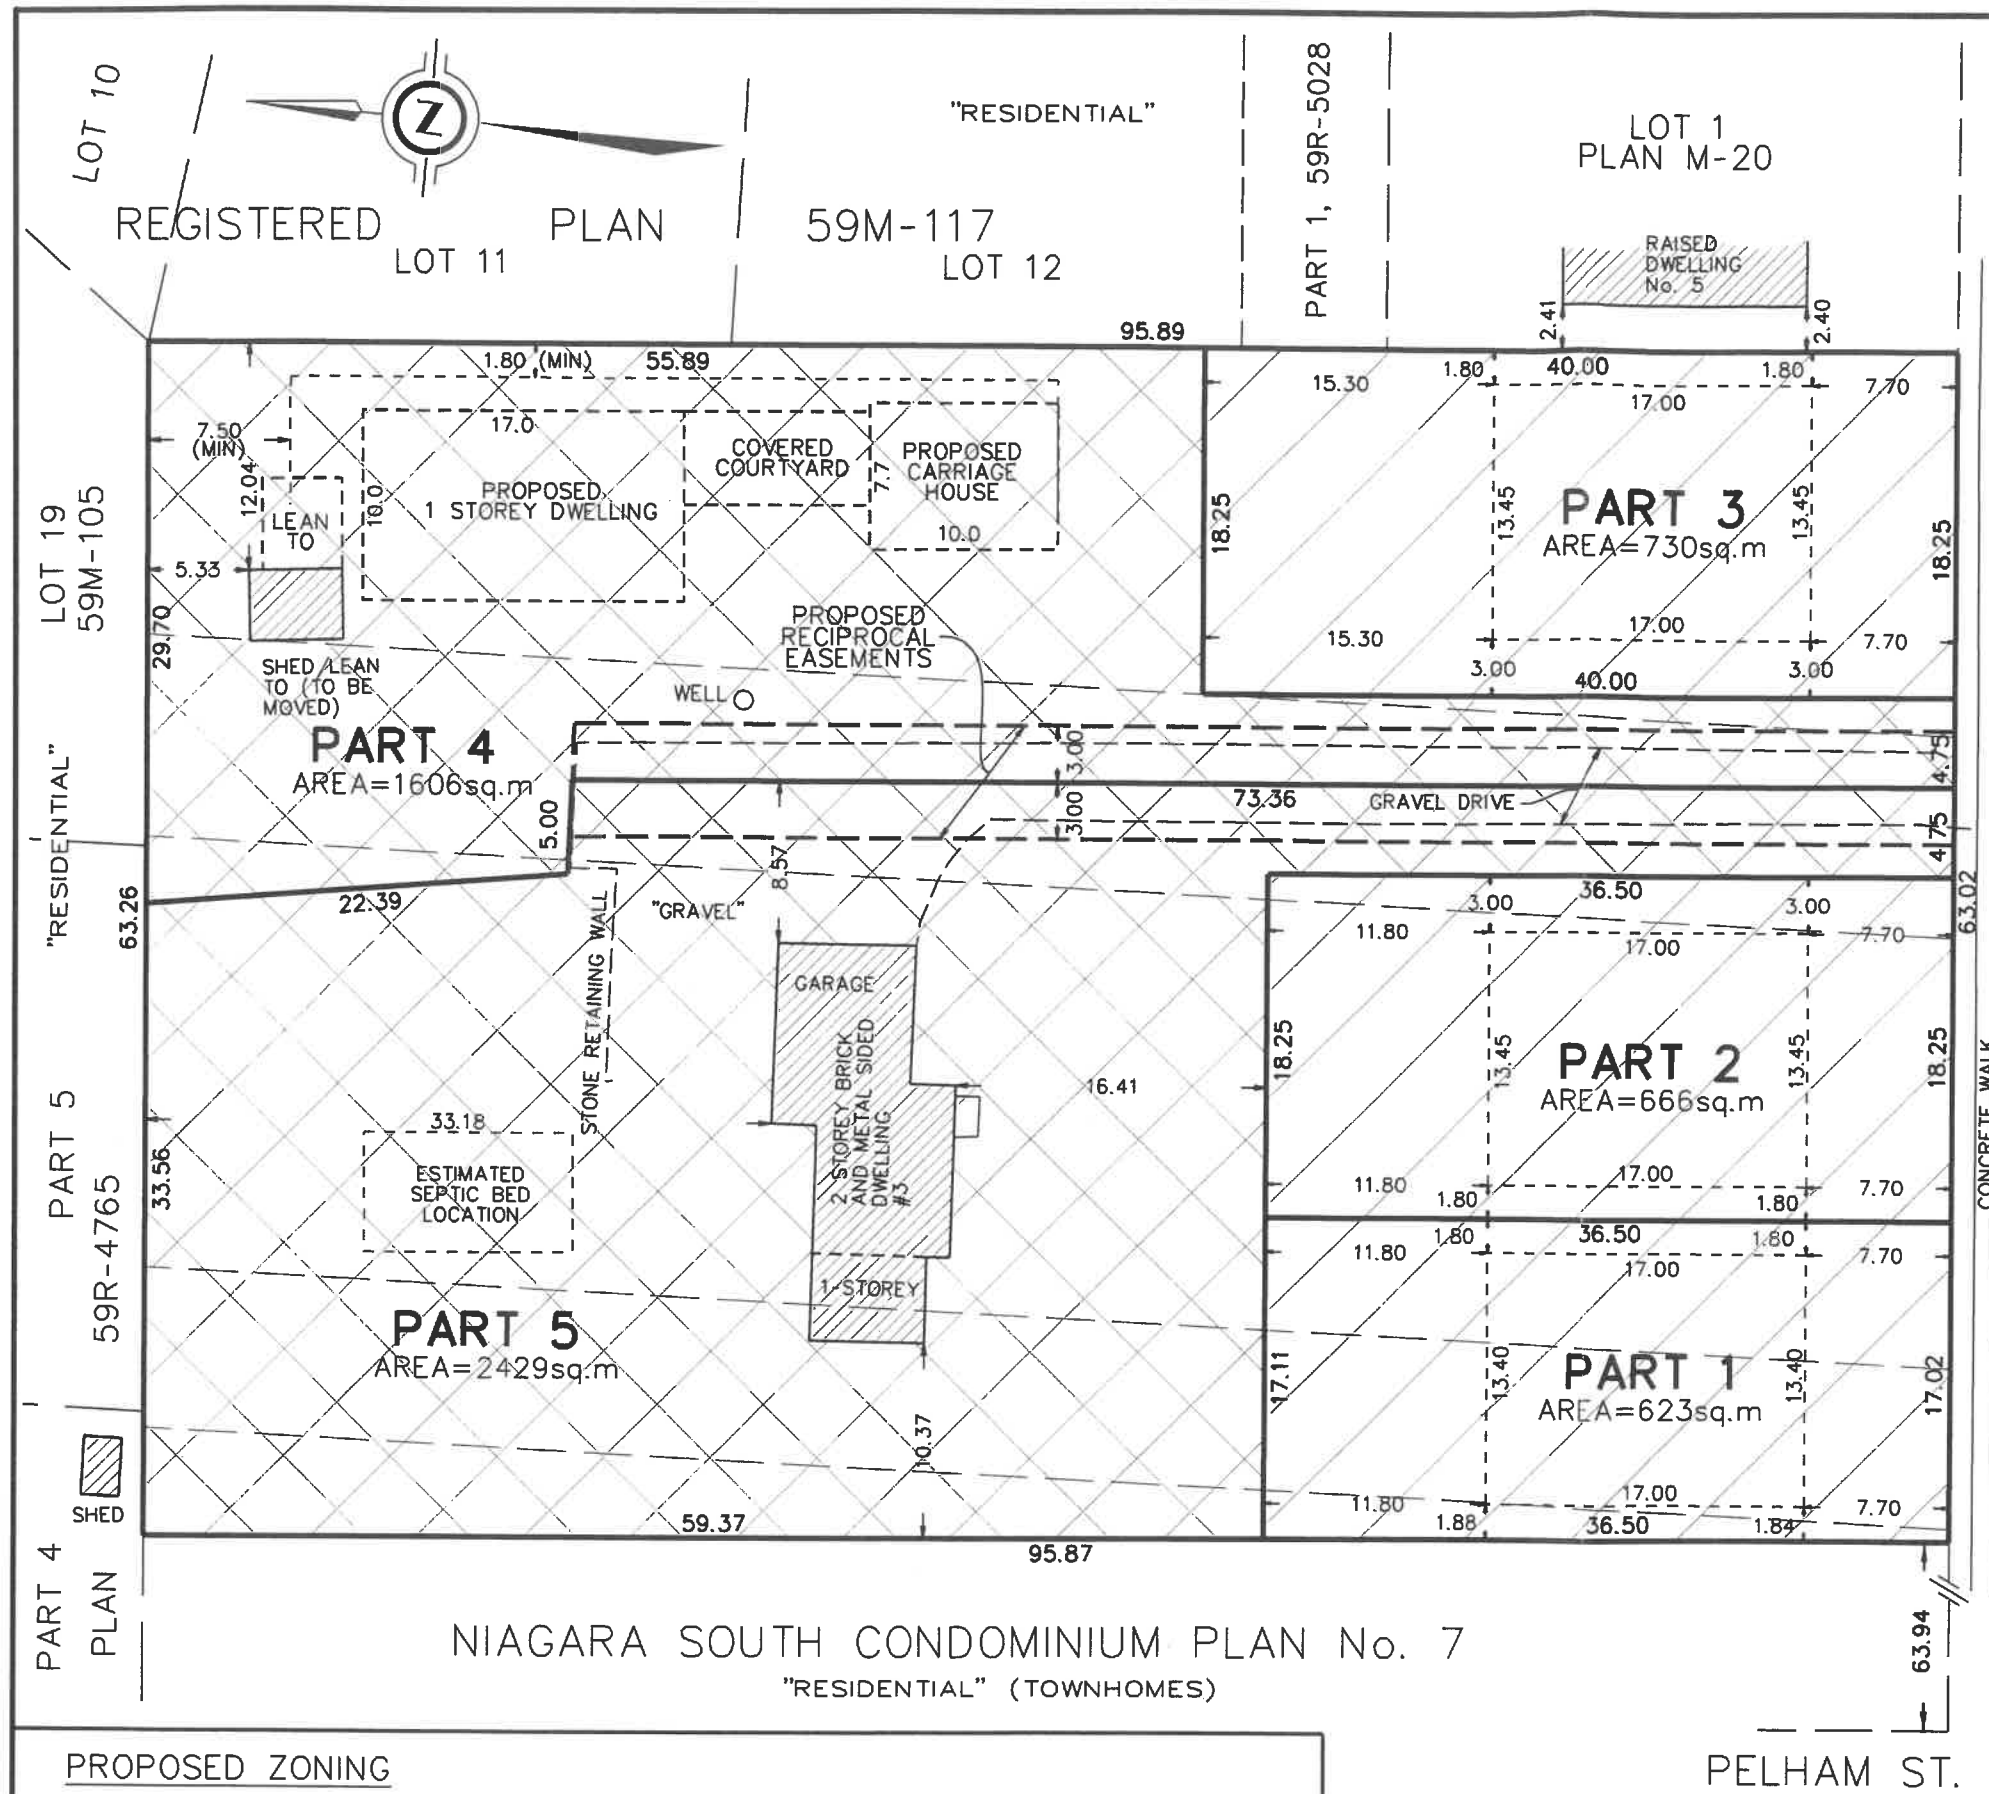 LOT 10
N
"RESIDENTIAL"
PART 1, 59R-5028
LOT 1
PLAN M-20
REGISTERED PLAN 59M-117
LOT 11
LOT 12
RAISED
DWELLING
No. 5
2.41
2.40
95.89
1.80 (MIN)
55.89
7.50
(MIN)
17.0
12.04
10.0
LEAN
TO
PROPOSED
1 STOREY DWELLING
COVERED
COURTYARD
7.7
PROPOSED
CARRIAGE
HOUSE
10.0
5.33
LOT 19
59M-105
29.70
SHED/LEAN
TO (TO BE
MOVED)
WELL
PROPOSED
RECIPROCAL
EASEMENTS
PART 4
AREA=1606sq.m
15.30
1.80
40.00
1.80
7.70
17.00
18.25
13.45
PART 3
AREA=730sq.m
13.45
18.25
15.30
17.00
7.70
3.00
40.00
3.00
3.00
4.75
73.36
GRAVEL DRIVE
3.00
4.75
5.00
"RESIDENTIAL"
63.26
22.39
"GRAVEL"
8.57
STONE RETAINING WALL
GARAGE
2 STOREY BRICK
AND METAL SIDED
DWELLING
#3
16.41
1-STOREY
36.50
3.00
3.00
11.80
17.00
7.70
63.02
18.25
13.45
PART 2
AREA=666sq.m
13.45
18.25
11.80
1.80
17.00
1.80
7.70
CONCRETE WALK
PART 5
59R-4765
33.56
33.18
ESTIMATED
SEPTIC BED
LOCATION
PART 5
AREA=2429sq.m
11.80
1.80
36.50
1.80
7.70
17.00
17.11
13.40
PART 1
AREA=623sq.m
13.40
17.02
11.80
17.00
7.70
1.88
36.50
1.84
10.37
SHED
59.37
95.87
PART 4
PLAN
NIAGARA SOUTH CONDOMINIUM PLAN No. 7
"RESIDENTIAL" (TOWNHOMES)
63.94
PROPOSED ZONING
PELHAM ST.